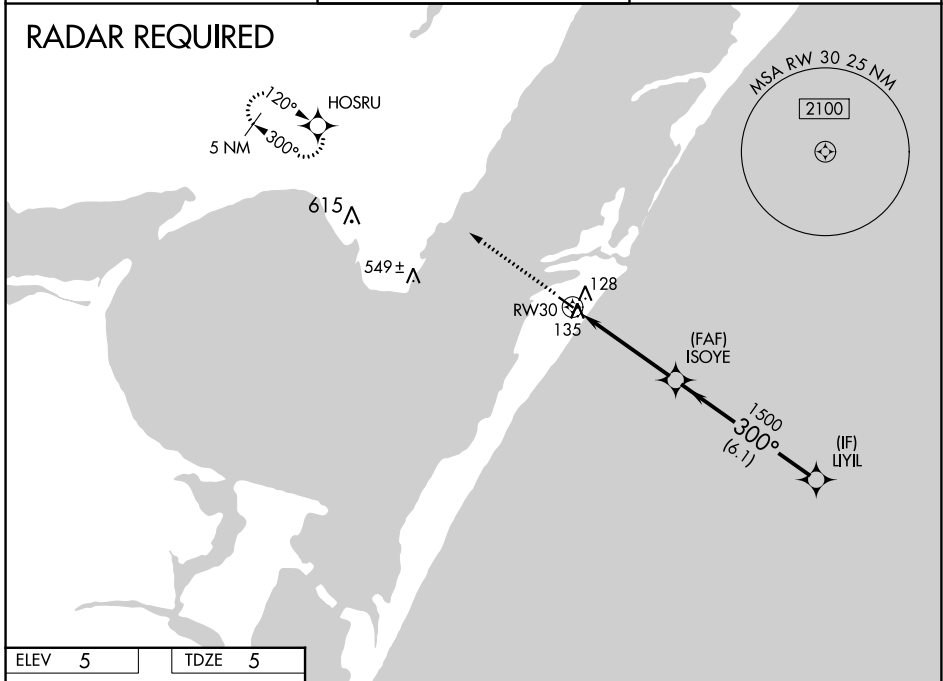 RADAR REQUIRED
MSA RW 30 25 NM
2100
120°
HOSRU
300°
5 NM
615
549 ±
128
RW30
135
(FAF)
ISOYE
1500
300°
(6.1)
(IF)
LIYIL
ELEV 5
TDZE 5